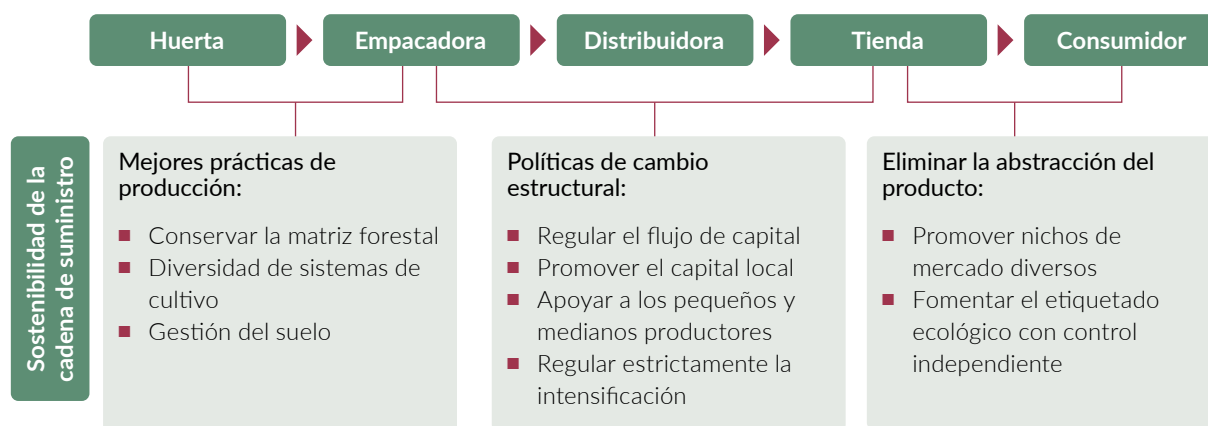 Huerta
Empacadora
Distribuidora
Tienda
Consumidor
Sostenibilidad de la
cadena de suministro
Mejores prácticas de
producción:
Conservar la matriz forestal
Diversidad de sistemas de
cultivo
Gestión del suelo
Políticas de cambio
estructural:
Regular el flujo de capital
Promover el capital local
Apoyar a los pequeños y
medianos productores
Regular estrictamente la
intensificación
Eliminar la abstracción del
producto:
Promover nichos de
mercado diversos
Fomentar el etiquetado
ecológico con control
independiente